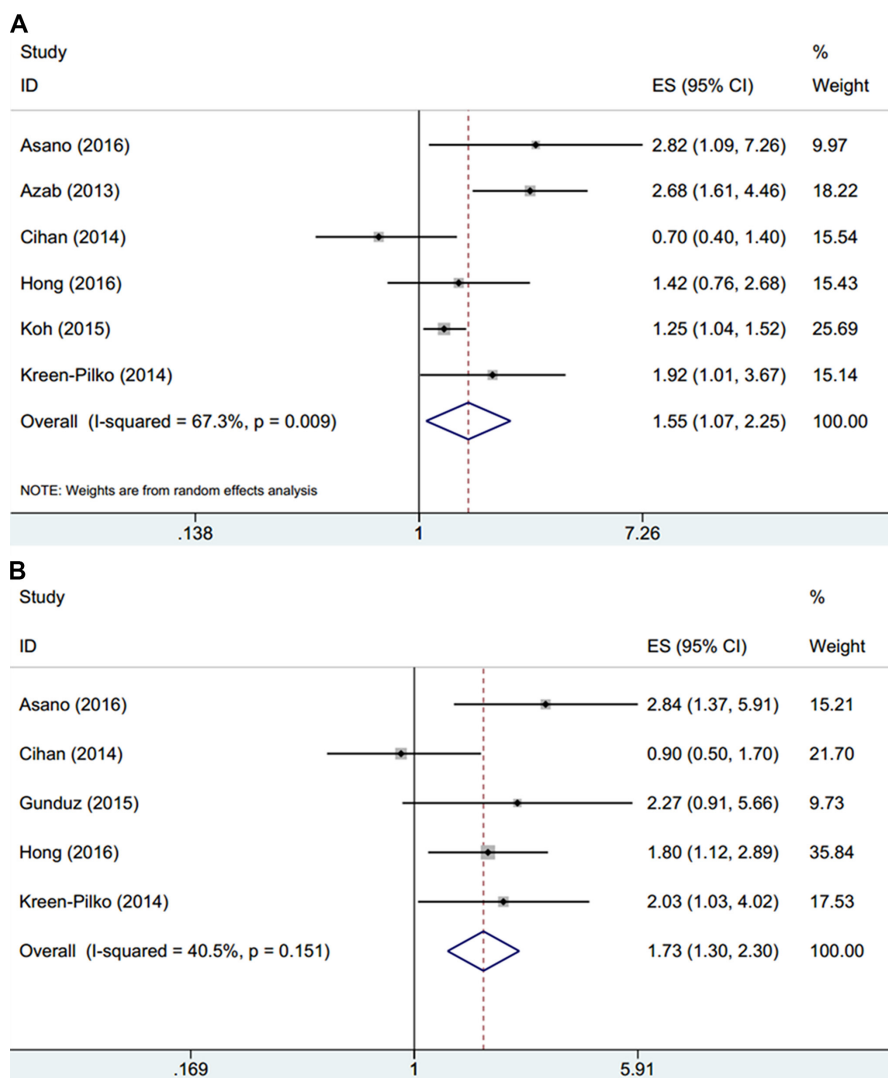 A
Study %
ID ES (95% CI) Weight
Asano (2016) 2.82 (1.09, 7.26) 9.97
Azab (2013) 2.68 (1.61, 4.46) 18.22
Cihan (2014) 0.70 (0.40, 1.40) 15.54
Hong (2016) 1.42 (0.76, 2.68) 15.43
Koh (2015) 1.25 (1.04, 1.52) 25.69
Kreen-Pilko (2014) 1.92 (1.01, 3.67) 15.14
Overall (I-squared = 67.3%, p = 0.009) 1.55 (1.07, 2.25) 100.00
NOTE: Weights are from random effects analysis
.138 1 7.26
B
Study %
ID ES (95% CI) Weight
Asano (2016) 2.84 (1.37, 5.91) 15.21
Cihan (2014) 0.90 (0.50, 1.70) 21.70
Gunduz (2015) 2.27 (0.91, 5.66) 9.73
Hong (2016) 1.80 (1.12, 2.89) 35.84
Kreen-Pilko (2014) 2.03 (1.03, 4.02) 17.53
Overall (I-squared = 40.5%, p = 0.151) 1.73 (1.30, 2.30) 100.00
.169 1 5.91